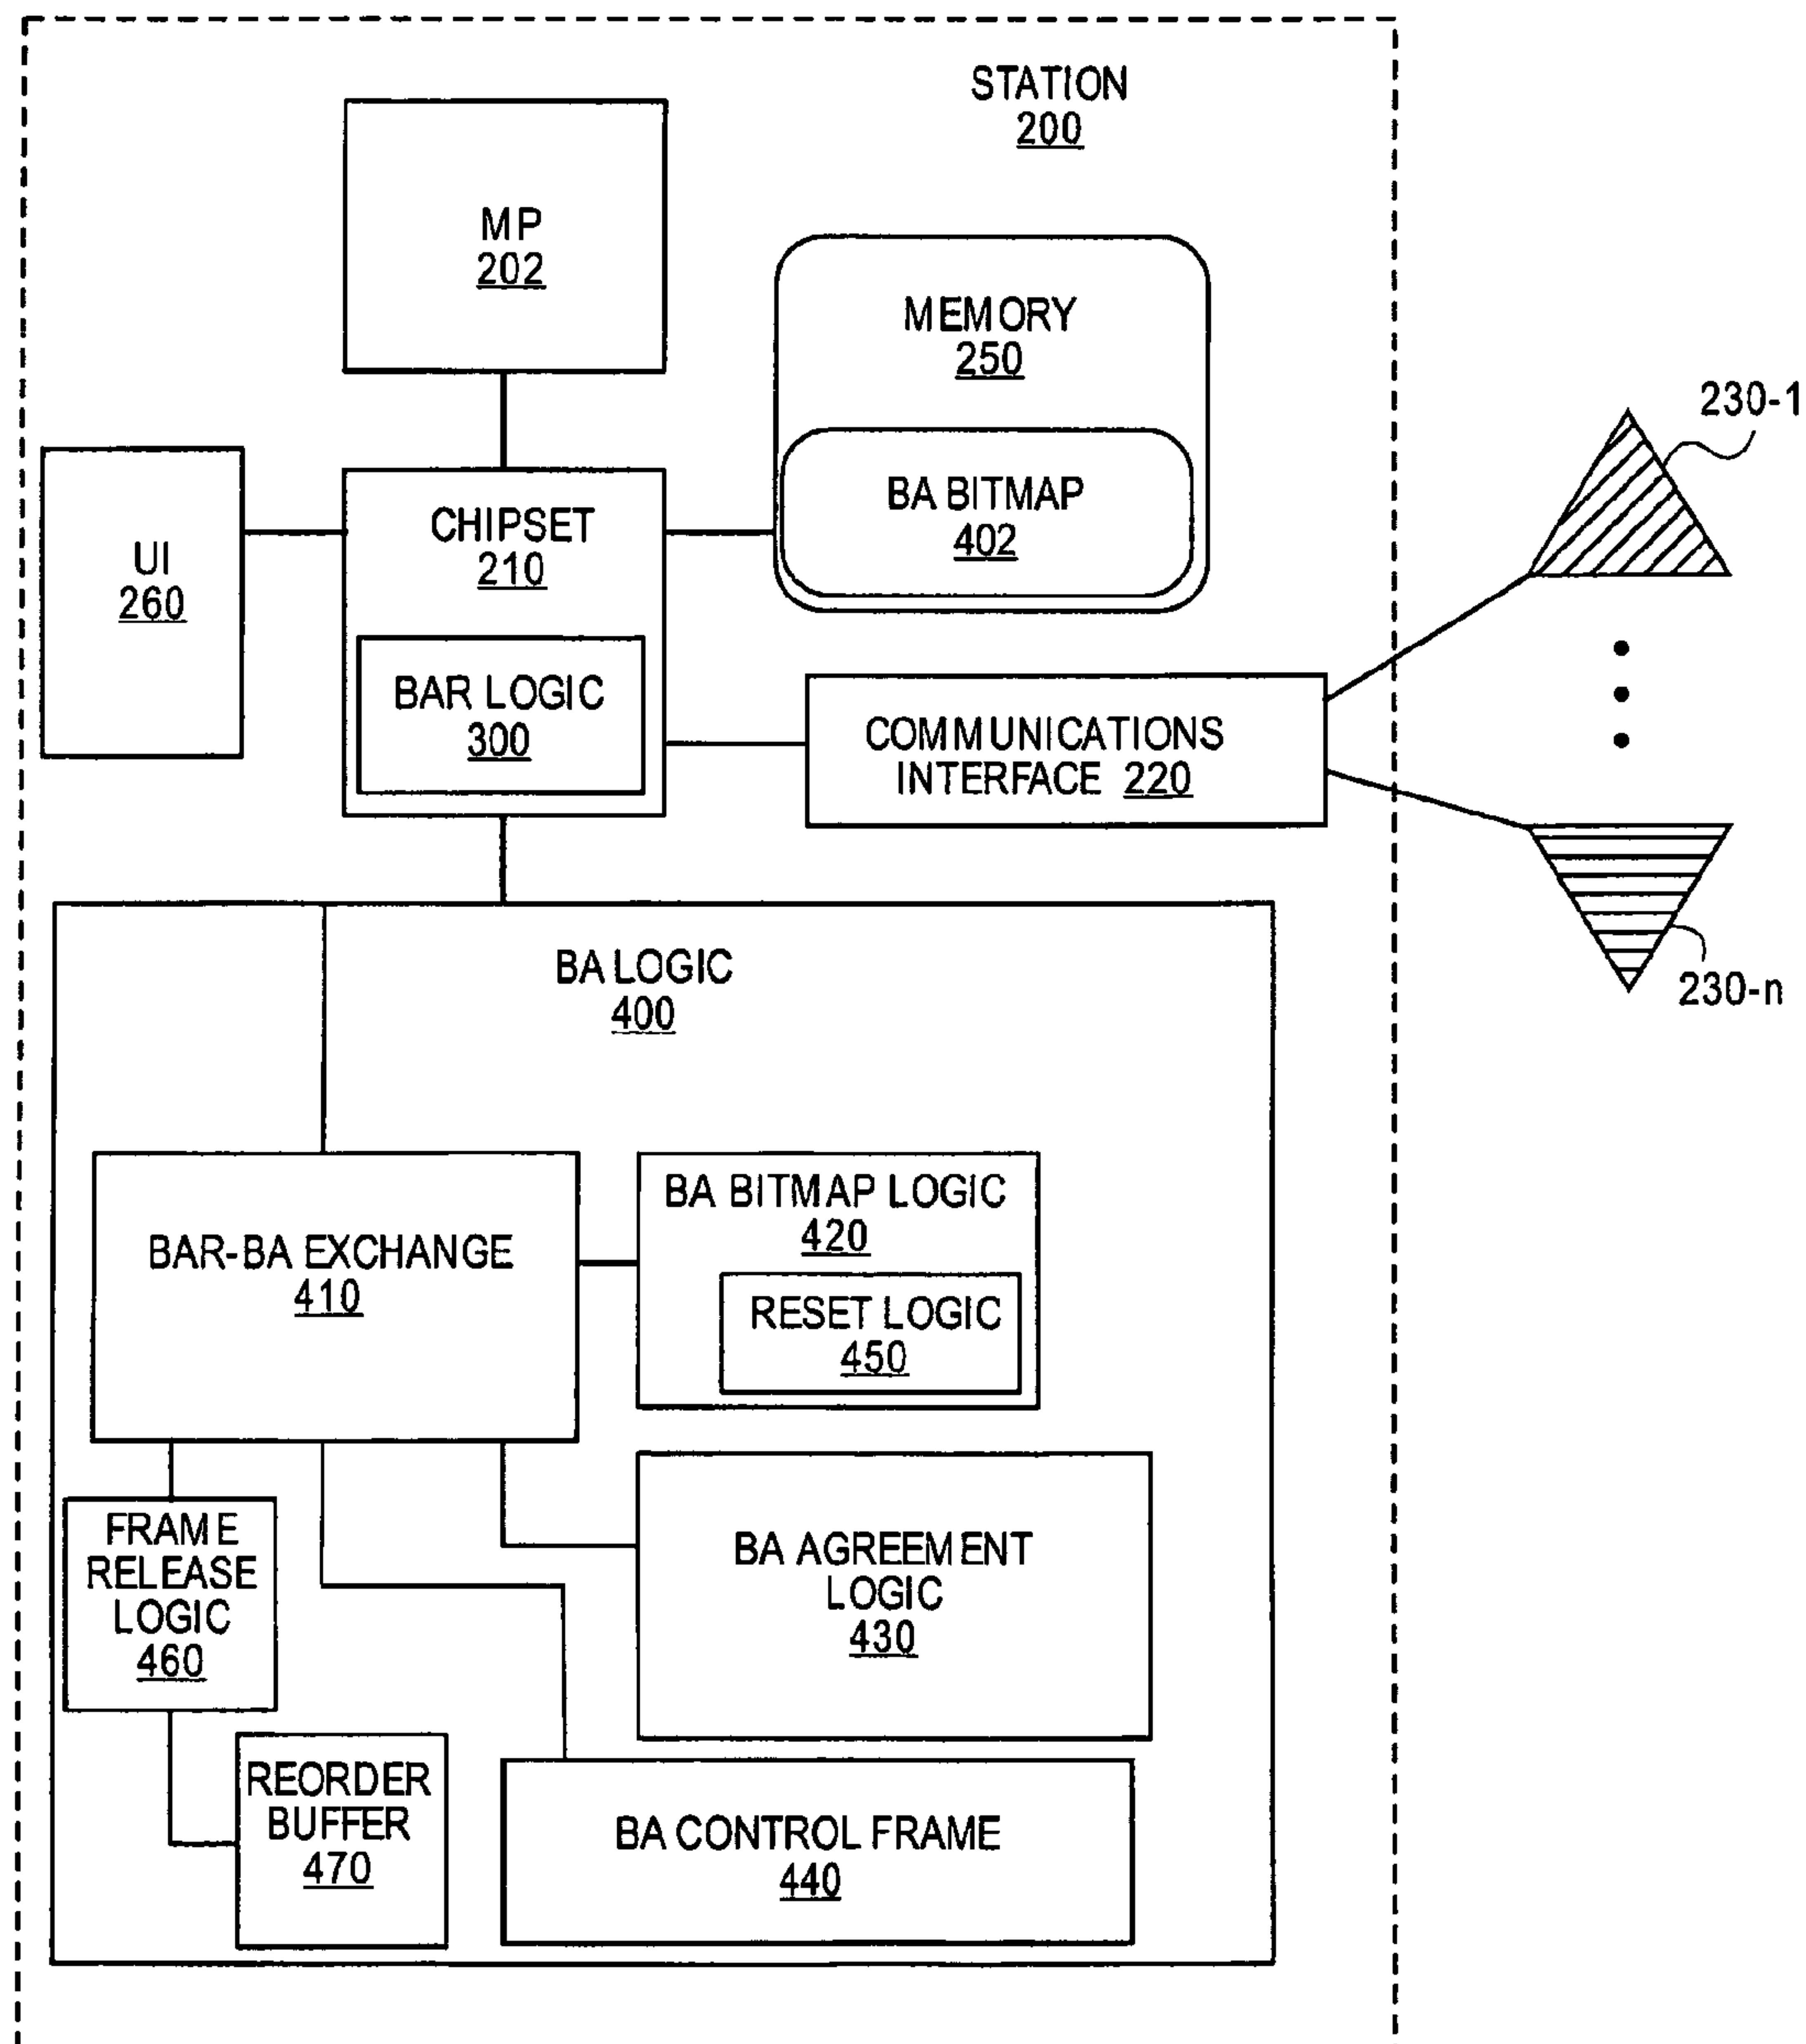 STATION
200
MP
202
MEMORY
250
BA BITMAP
402
230-1
UI
260
CHIPSET
210
BAR LOGIC
300
COMMUNICATIONS
INTERFACE 220
230-n
BA LOGIC
400
BAR-BA EXCHANGE
410
BA BITMAP LOGIC
420
RESET LOGIC
450
FRAME
RELEASE
LOGIC
460
BA AGREEMENT
LOGIC
430
REORDER
BUFFER
470
BA CONTROL FRAME
440